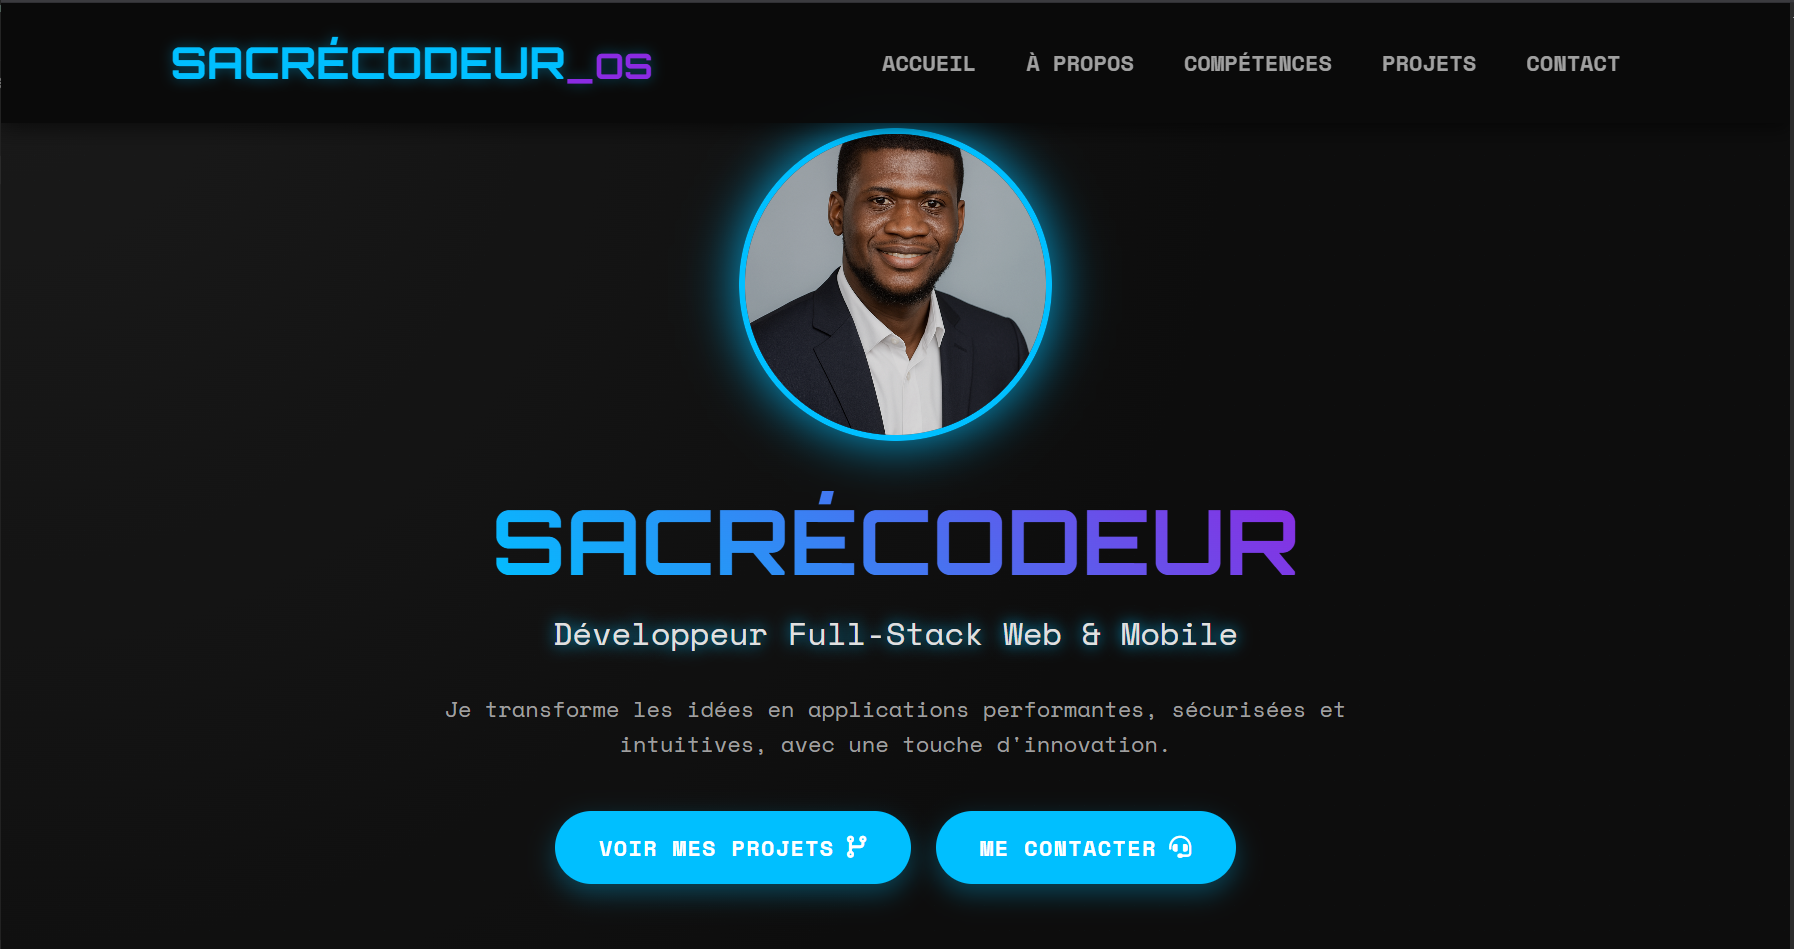 SACRÉCODEUR_OS
ACCUEIL À PROPOS COMPÉTENCES PROJETS CONTACT
SACRÉCODEUR
Développeur Full-Stack Web & Mobile
Je transforme les idées en applications performantes, sécurisées et
intuitives, avec une touche d'innovation.
VOIR MES PROJETS
ME CONTACTER